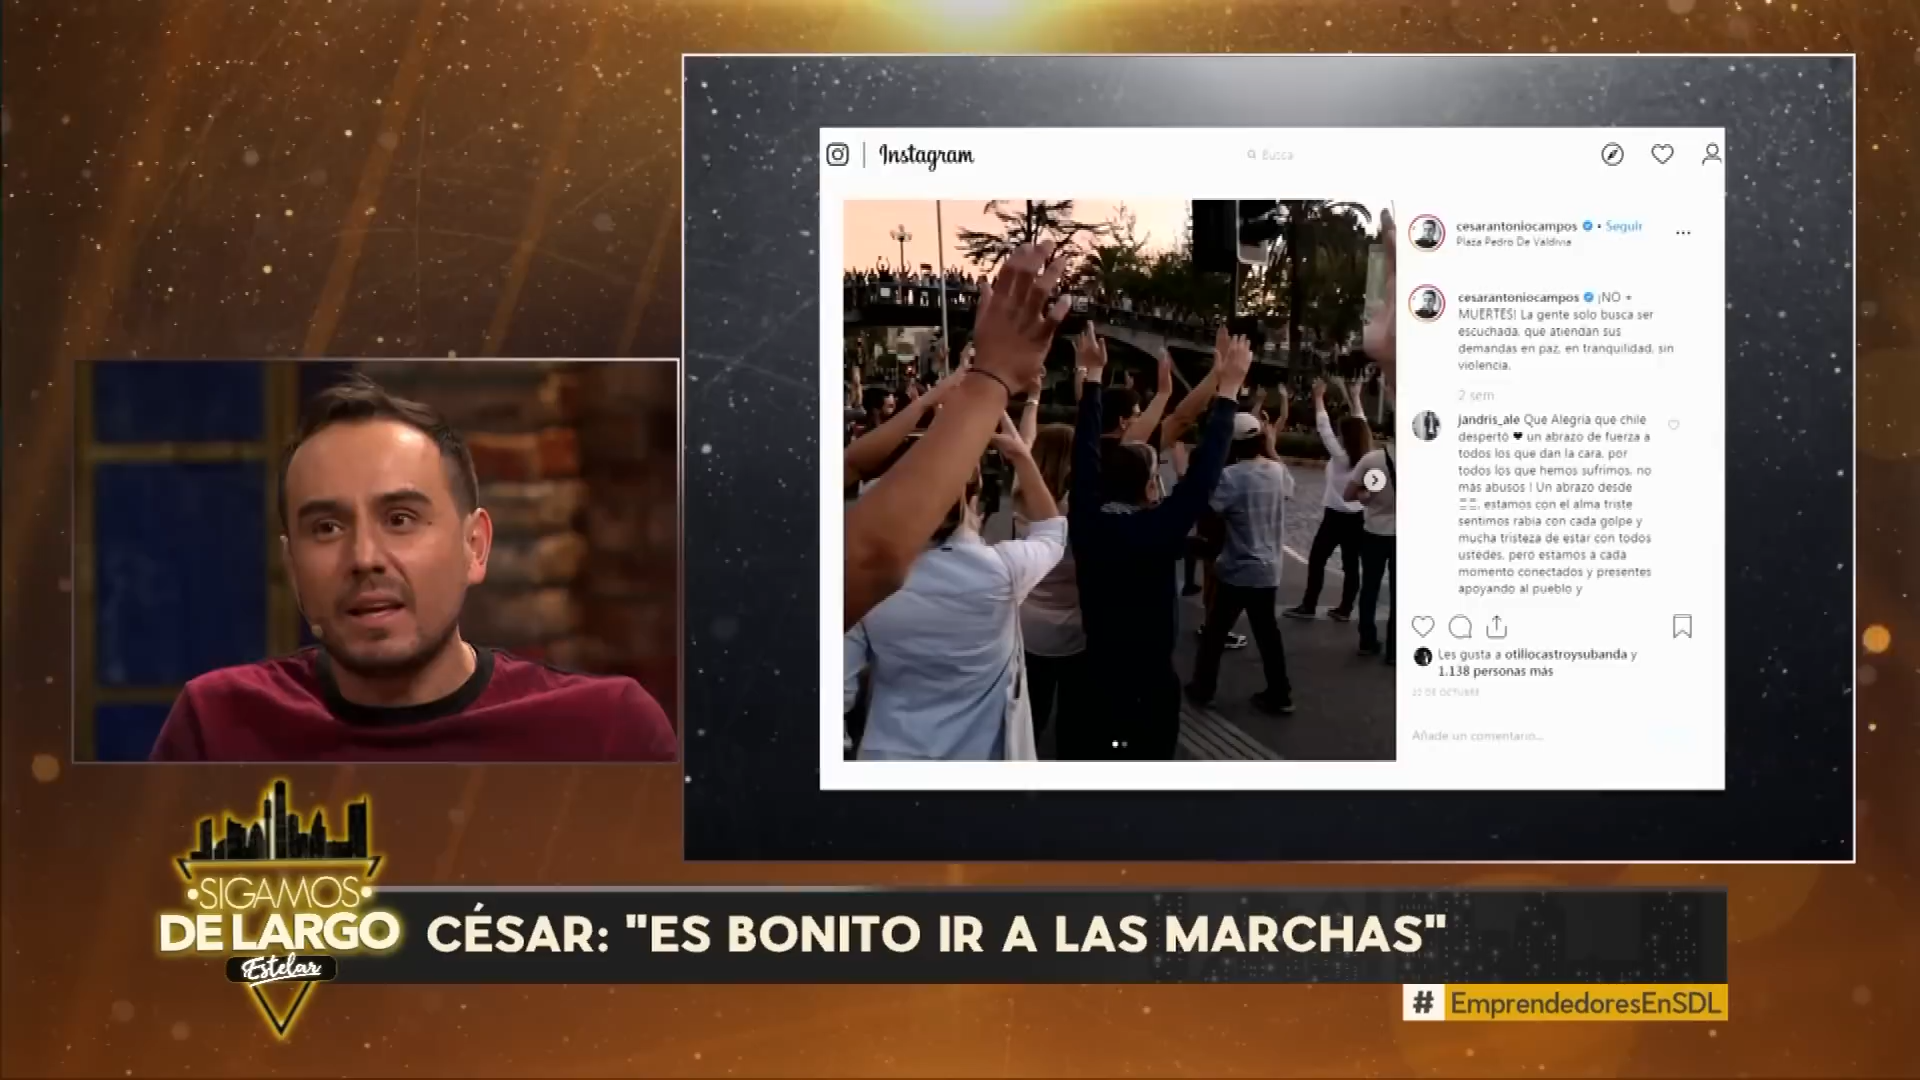 Instagram
Busca
cesarantoniocampos • Seguir
Plaza Pedro De Valdivia
cesarantoniocampos ¡NO +
MUERTES! La gente solo busca ser
escuchada, que atiendan sus
demandas en paz, en tranquilidad, sin
violencia.
2 sem
jandris_ale Que Alegria que chile
despertó ♥ un abrazo de fuerza a
todos los que dan la cara, por
todos los que hemos sufrimos, no
más abusos ! Un abrazo desde
, estamos con el alma triste
sentimos rabia con cada golpe y
mucha tristeza de estar con todos
ustedes, pero estamos a cada
momento conectados y presentes
apoyando al pueblo y
Les gusta a otiliocastroysubanda y
1.138 personas más
22 DE OCTUBRE
Añade un comentario...
SIGAMOS
DE LARGO
Estelar
CÉSAR: "ES BONITO IR A LAS MARCHAS"
# EmprendedoresEnSDL